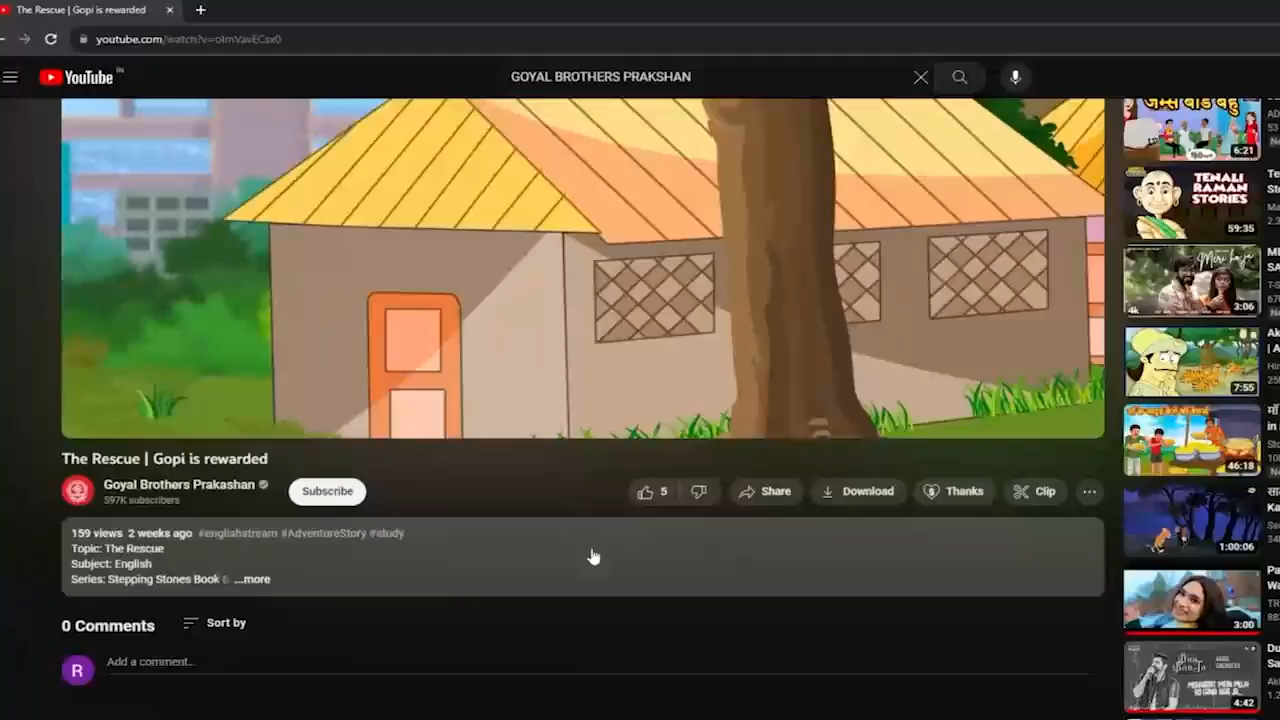 The Rescue | Gopi is rewarded
youtube.com/watch?v=
YouTube IN
GOYAL BROTHERS PRAKSHAN
जेम्स बॉंड बहु
6:21
TENALI
RAMAN
STORIES
59:35
4k
3:06
7:55
46:18
1:00:06
3:00
4:42
The Rescue | Gopi is rewarded
Goyal Brothers Prakashan
597K subscribers
Subscribe
5
Share
Download
Thanks
Clip
159 views 2 weeks ago #englishstream #AdventureStory #study
Topic: The Rescue
Subject: English
Series: Stepping Stones Book ...more
0 Comments
Sort by
R
Add a comment...